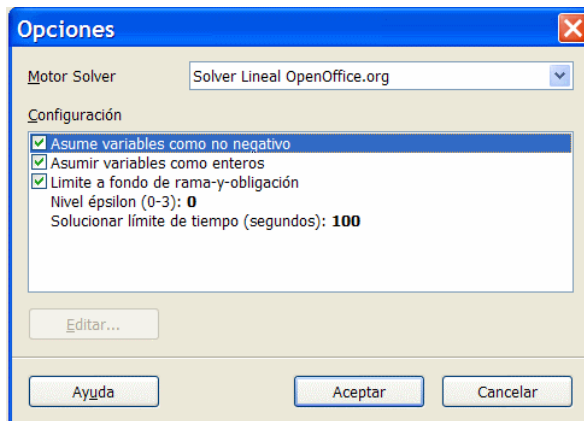 Opciones
Motor Solver Solver Lineal OpenOffice.org
Configuración
Asume variables como no negativo
Asumir variables como enteros
Limite a fondo de rama-y-obligación
Nivel épsilon (0-3): 0
Solucionar límite de tiempo (segundos): 100
Editar...
Ayuda Aceptar Cancelar